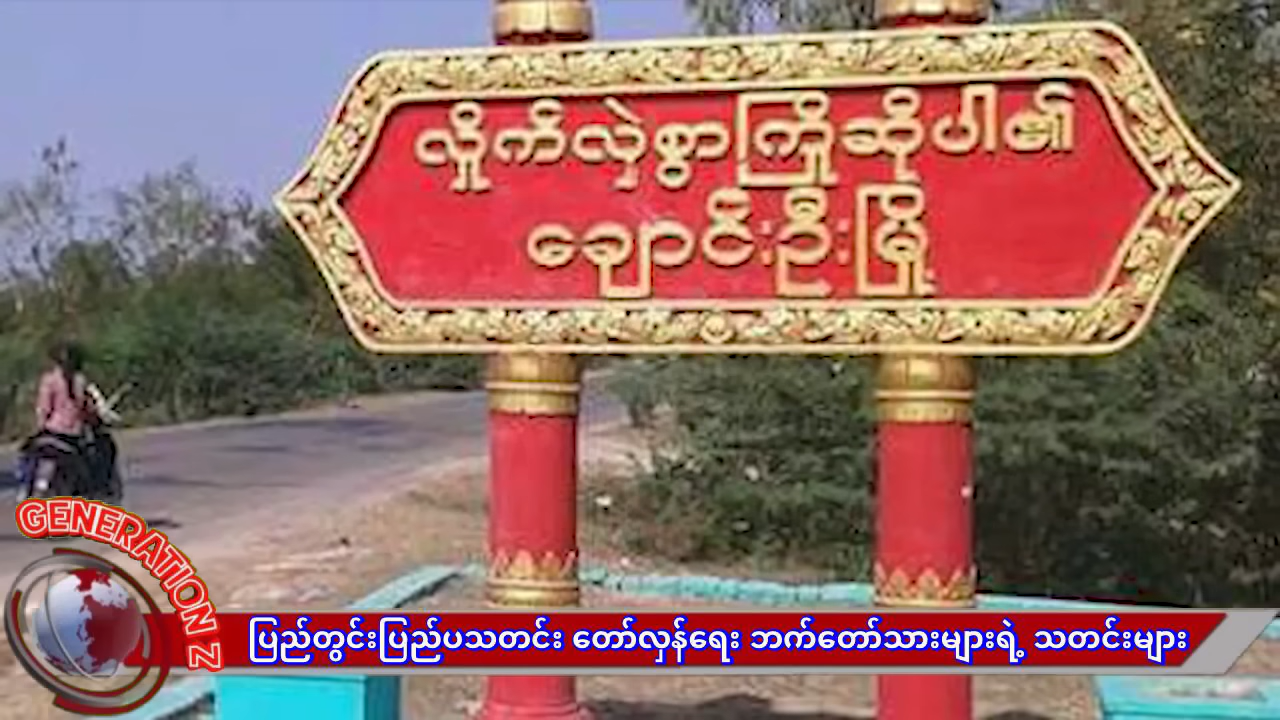 လှိုက်လှဲစွာကြိုဆိုပါ၏
ချောင်းဦးမြို့
GENERATION Z
ပြည်တွင်းပြည်ပသတင်း တော်လှန်ရေး ဘက်တော်သားများရဲ့ သတင်းများ